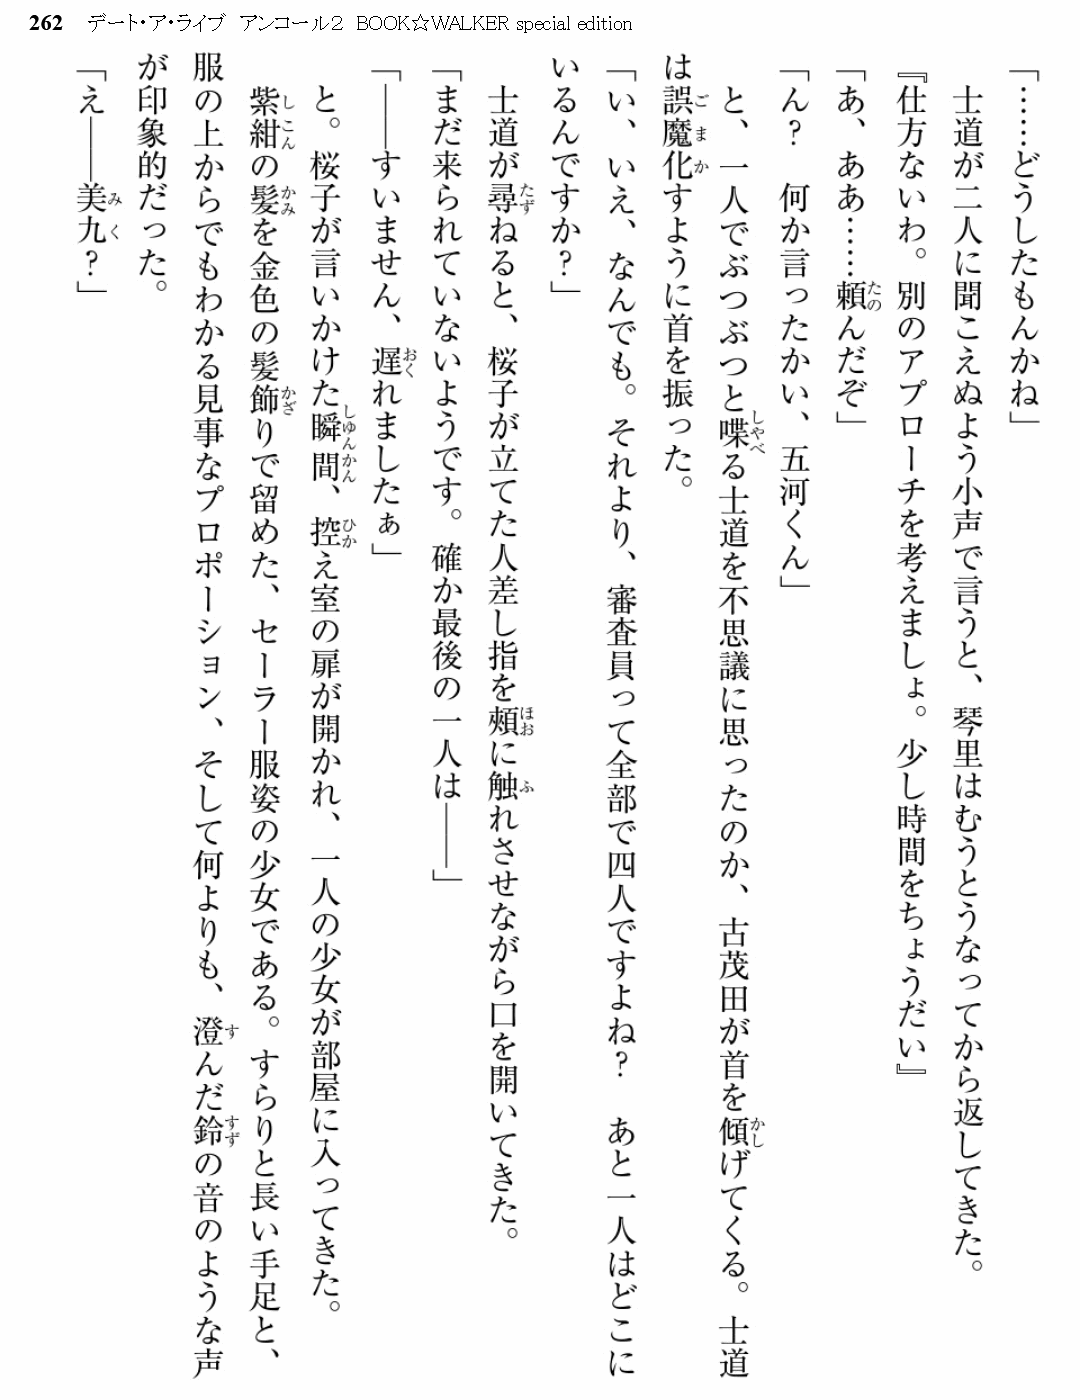 262 デート・ア・ライブ アンコール2 BOOK☆WALKER special edition
「……どうしたもんかね」
士道が二人に聞こえぬよう小声で言うと、琴里はむうとうなってから返してきた。
『仕方ないわ。別のアプローチを考えましょ。少し時間をちょうだい』
「あ、ああ……頼んだぞ」
「ん？ 何か言ったかい、五河くん」
と、一人でぶつぶつと喋る士道を不思議に思ったのか、古茂田が首を傾げてくる。士道
は誤魔化すように首を振った。
「い、いえ、なんでも。それより、審査員って全部で四人ですよね？ あと一人はどこに
いるんですか？」
士道が尋ねると、桜子が立てた人差し指を頰に触れさせながら口を開いてきた。
「まだ来られていないようです。確か最後の一人は――」
「――すいません、遅れましたぁ」
と。桜子が言いかけた瞬間、控え室の扉が開かれ、一人の少女が部屋に入ってきた。
紫紺の髪を金色の髪飾りで留めた、セーラー服姿の少女である。すらりと長い手足と、
服の上からでもわかる見事なプロポーション、そして何よりも、澄んだ鈴の音のような声
が印象的だった。
「え――美九？」